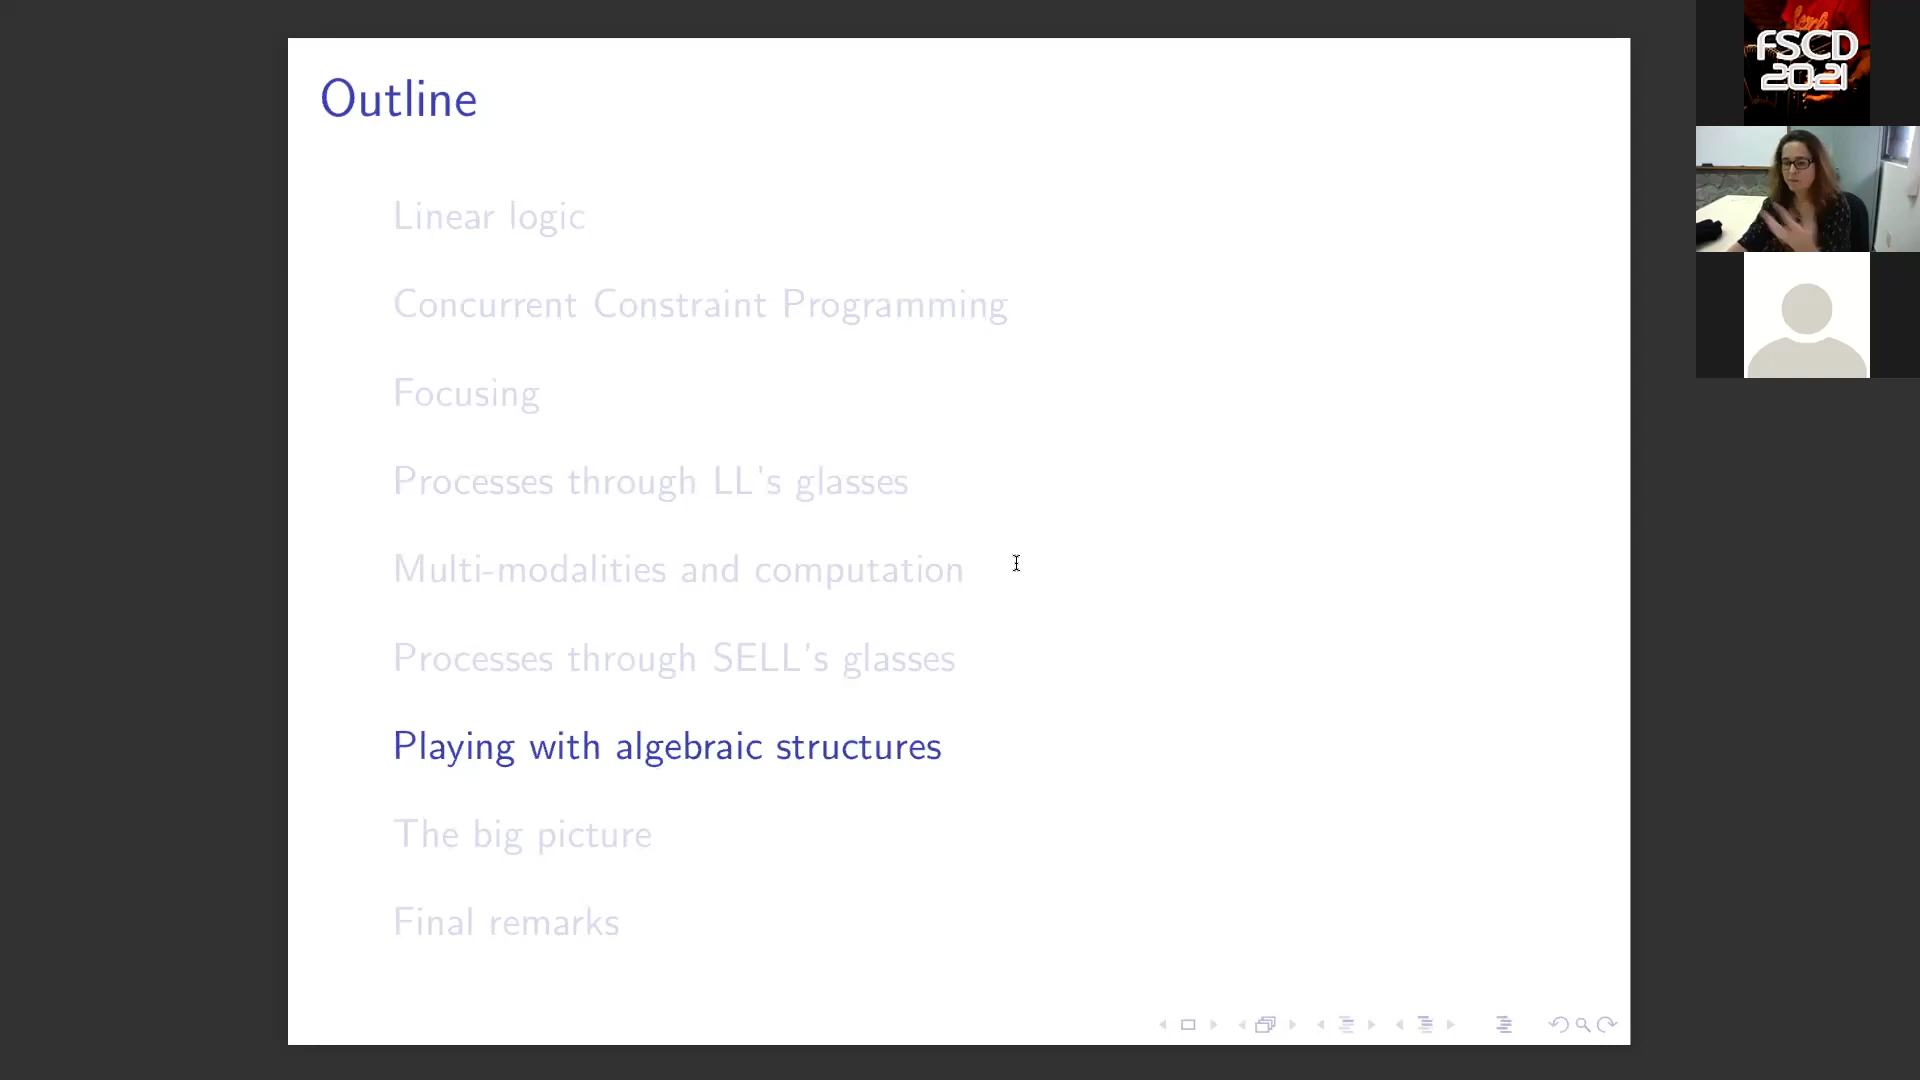 Outline
Linear logic
Concurrent Constraint Programming
Focusing
Processes through LL's glasses
Multi-modalities and computation
Processes through SELL's glasses
Playing with algebraic structures
The big picture
Final remarks
FSCD
2021